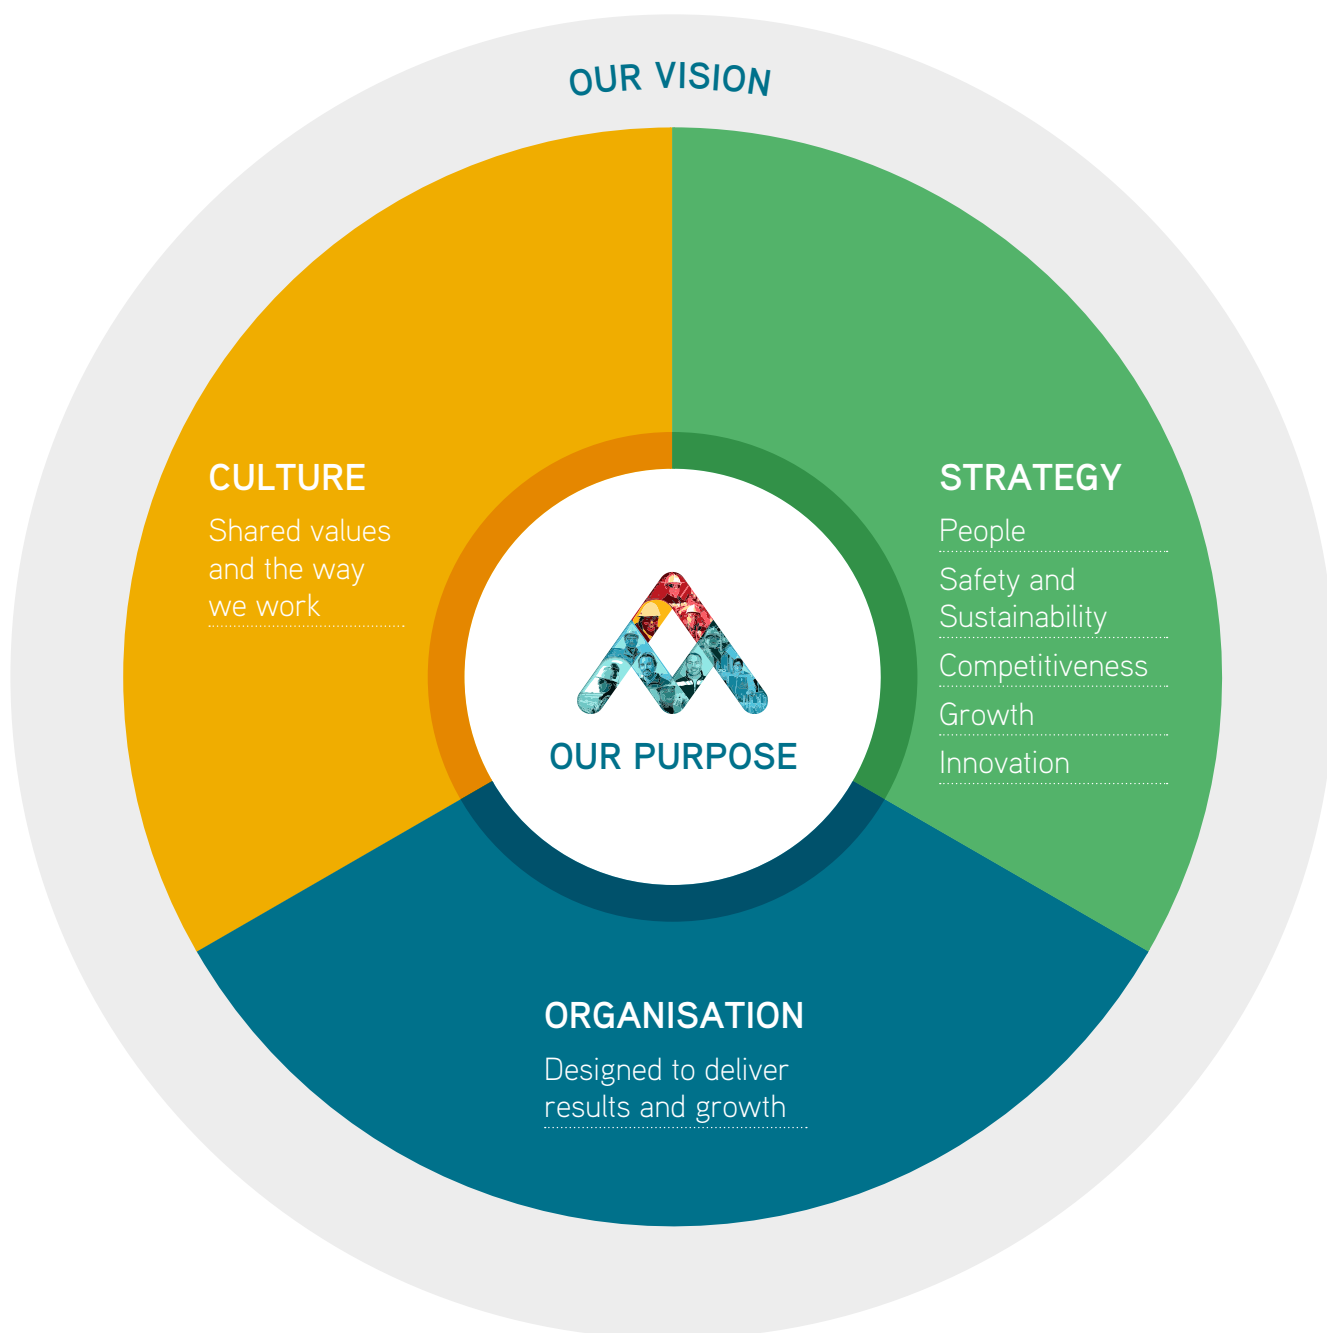 OUR VISION
CULTURE
Shared values
and the way
we work
STRATEGY
People
Safety and
Sustainability
Competitiveness
Growth
Innovation
OUR PURPOSE
ORGANISATION
Designed to deliver
results and growth